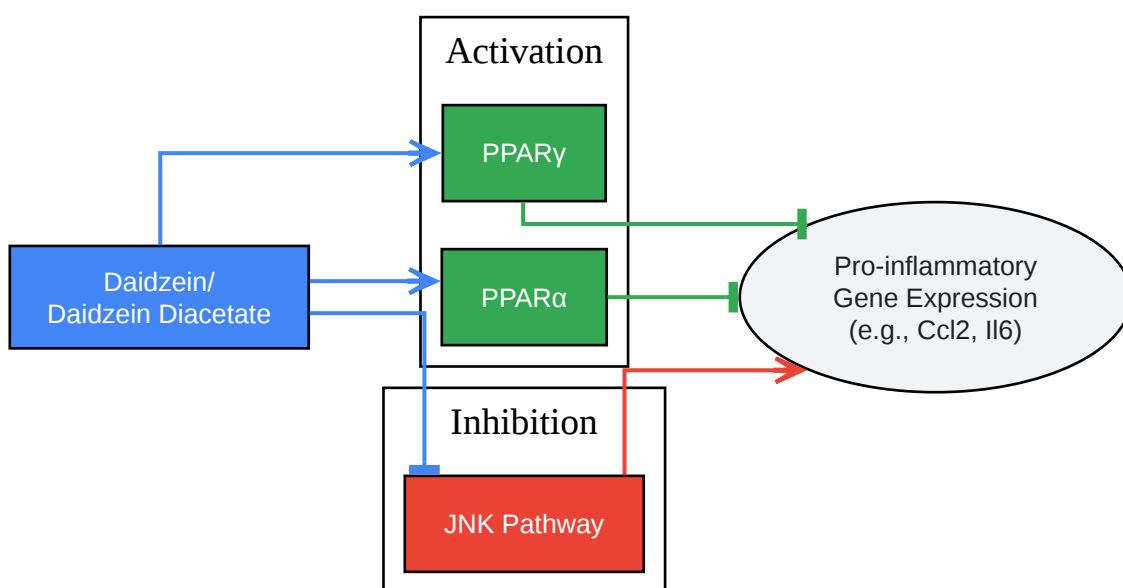 Activation
PPARγ
Daidzein/
Daidzein Diacetate
PPARα
Pro-inflammatory
Gene Expression
(e.g., Ccl2, Il6)
Inhibition
JNK Pathway